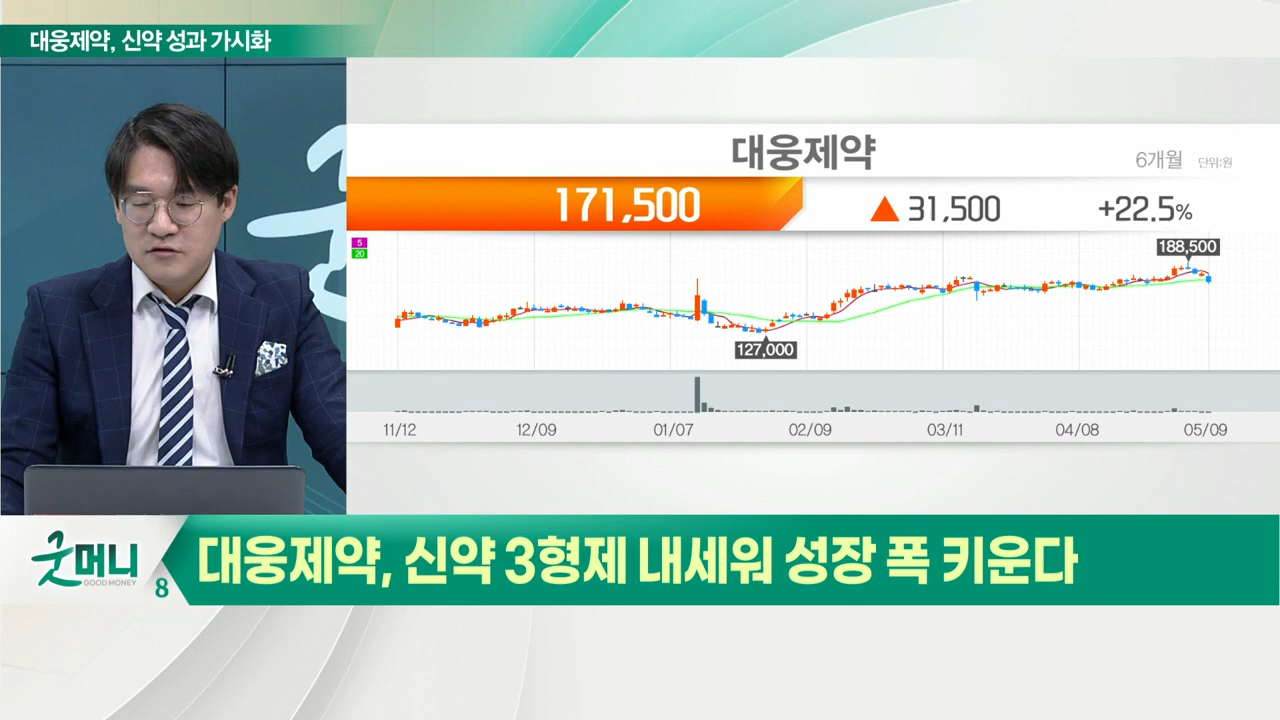 대웅제약, 신약 성과 가시화
대웅제약
6개월 단위:원
171,500 ▲ 31,500 +22.5%
5
20
188,500
127,000
11/12 12/09 01/07 02/09 03/11 04/08 05/09
굿머니
GOOD MONEY
8
대웅제약, 신약 3형제 내세워 성장 폭 키운다